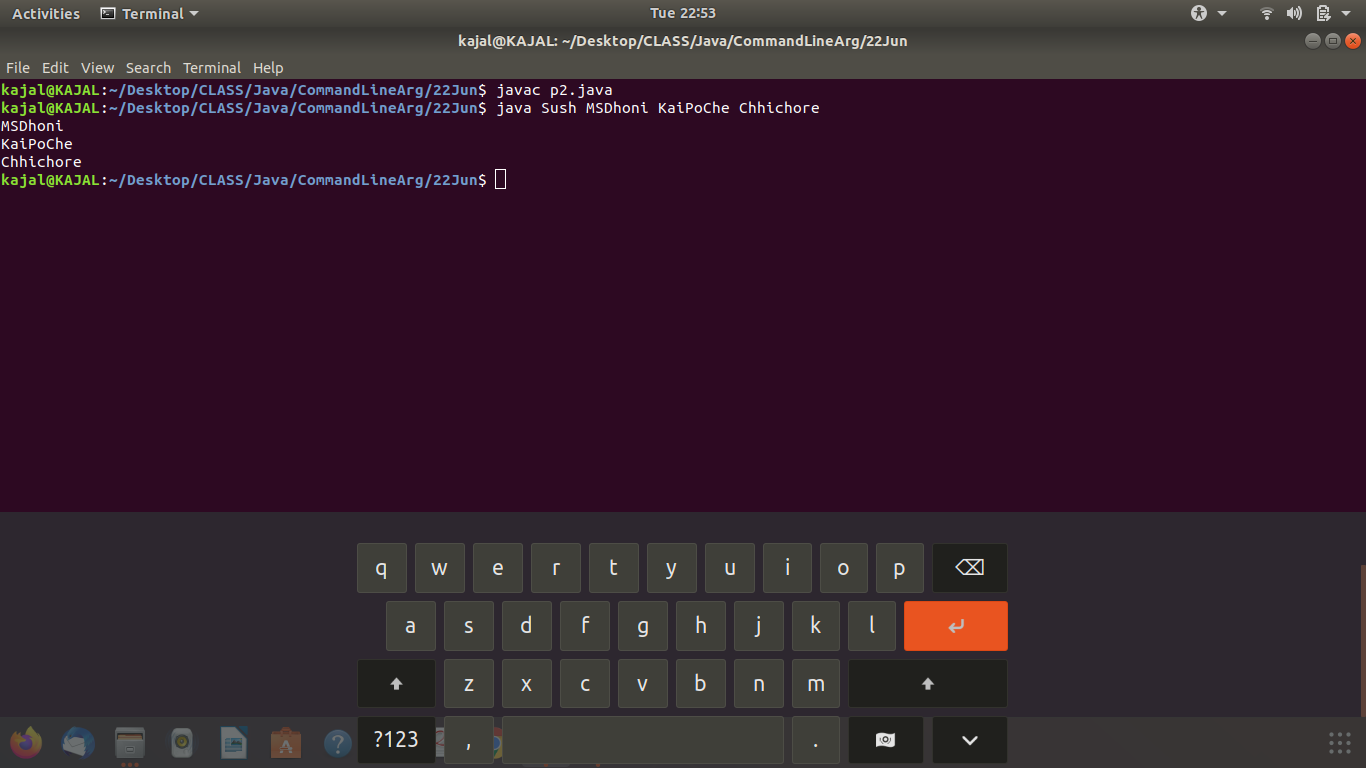 Activities Terminal Tue 22:53
kajal@KAJAL: ~/Desktop/CLASS/Java/CommandLineArg/22Jun
File Edit View Search Terminal Help
kajal@KAJAL:~/Desktop/CLASS/Java/CommandLineArg/22Jun$ javac p2.java
kajal@KAJAL:~/Desktop/CLASS/Java/CommandLineArg/22Jun$ java Sush MSDhoni KaiPoChe Chhichore
MSDhoni
KaiPoChe
Chhichore
kajal@KAJAL:~/Desktop/CLASS/Java/CommandLineArg/22Jun$
q w e r t y u i o p
a s d f g h j k l
z x c v b n m
?123 , .